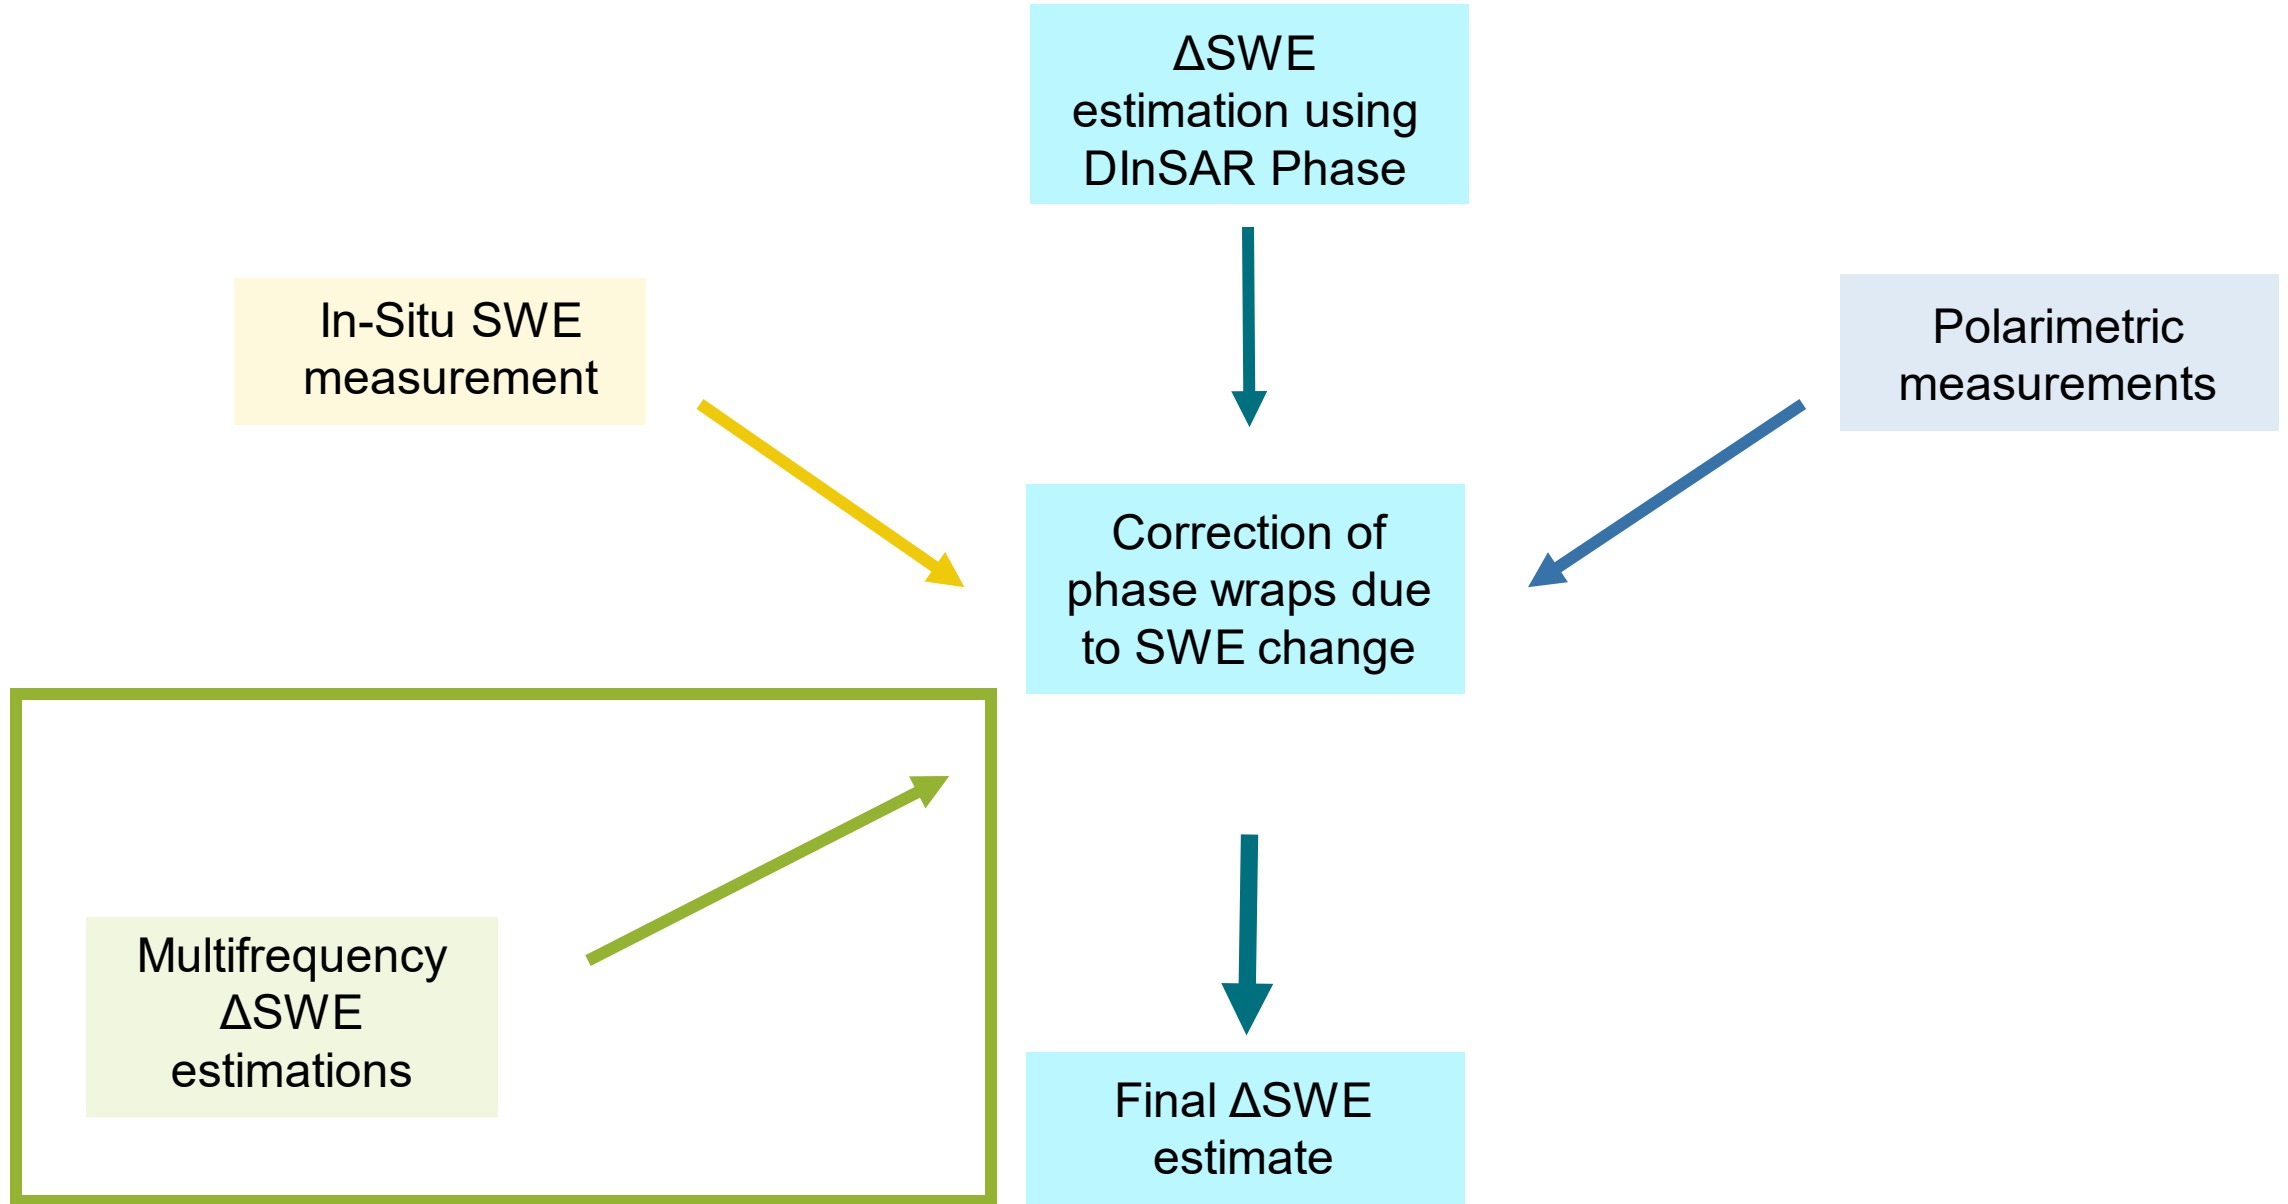 ΔSWE
estimation using
DInSAR Phase
In-Situ SWE
measurement
Polarimetric
measurements
Correction of
phase wraps due
to SWE change
Multifrequency
ΔSWE
estimations
Final ΔSWE
estimate